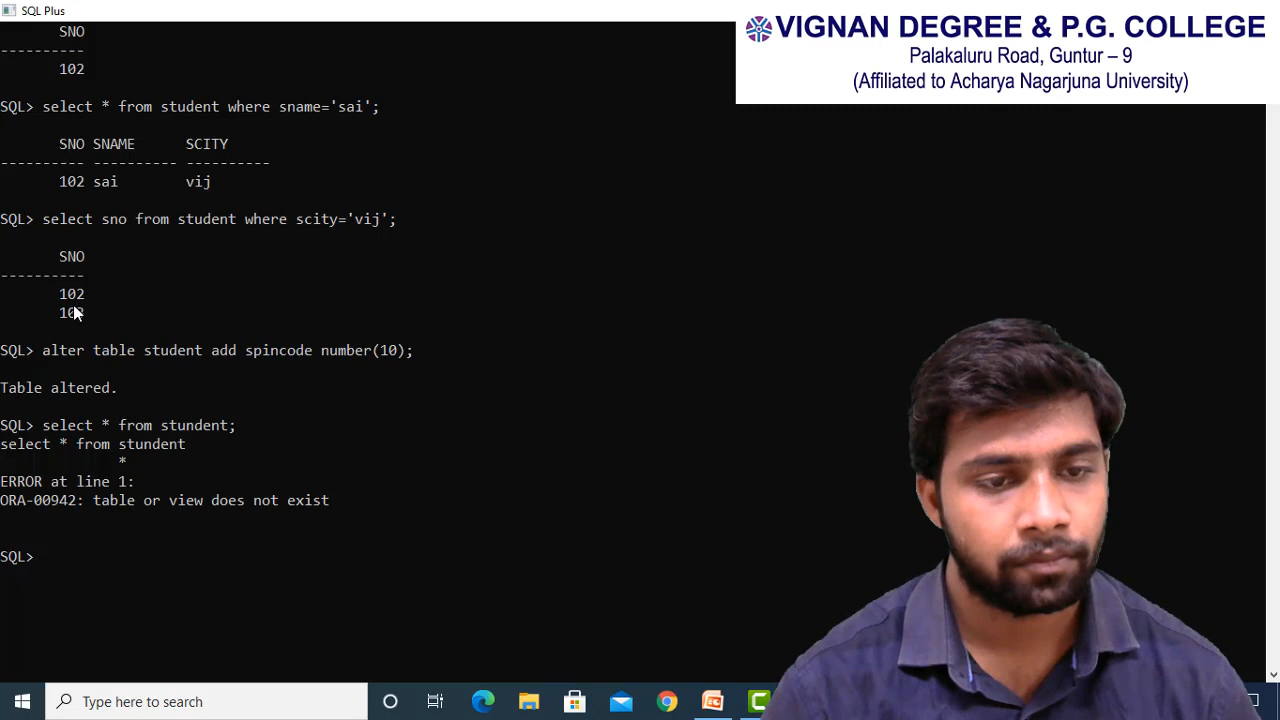 SQL Plus
VIGNAN DEGREE & P.G. COLLEGE
Palakaluru Road, Guntur – 9
(Affiliated to Acharya Nagarjuna University)
SNO
----------
102
SQL> select * from student where sname='sai';
SNO SNAME SCITY
---------- ---------- ----------
102 sai vij
SQL> select sno from student where scity='vij';
SNO
----------
102
SQL> alter table student add spincode number(10);
Table altered.
SQL> select * from stundent;
select * from stundent
*
ERROR at line 1:
ORA-00942: table or view does not exist
SQL>
Type here to search